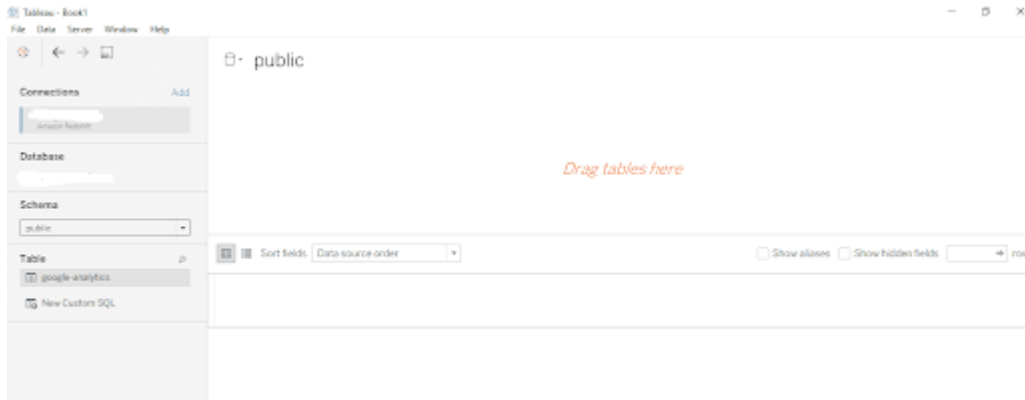 Tableau - Book1
File Data Server Window Help
public
Connections Add
Amazon Redshift
Database
Drag tables here
Schema
public
Sort fields Data source order Show aliases Show hidden fields
Table
google-analytics
New Custom SQL